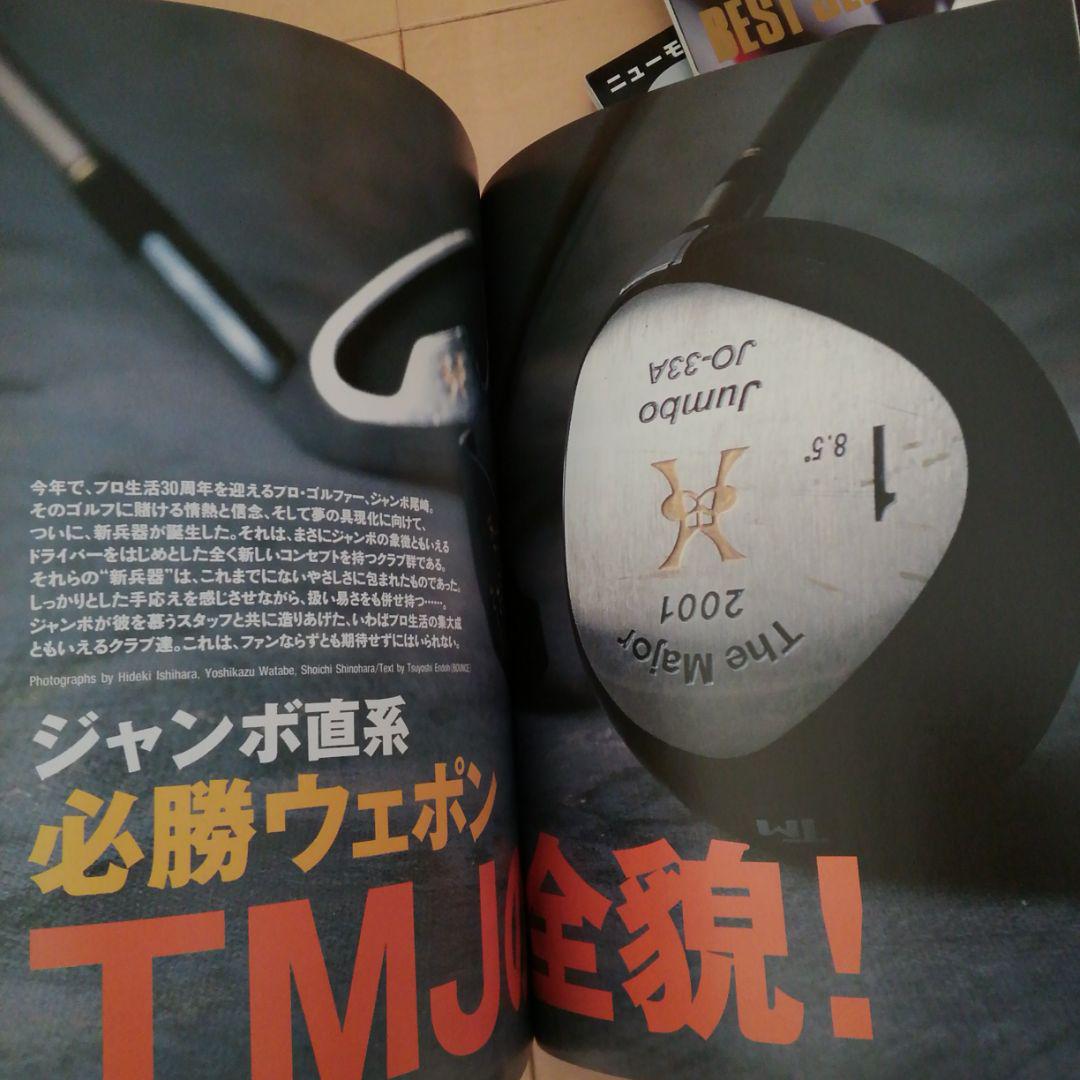 BEST
ニューモ
今年で、プロ生活30周年を迎えるプロ・ゴルファー、ジャンボ尾崎。
そのゴルフに賭ける情熱と信念、そして夢の具現化に向けて、
ついに、新兵器が誕生した。それは、まさにジャンボの象徴ともいえる
ドライバーをはじめとした全く新しいコンセプトを持つクラブ群である。
それらの“新兵器”は、これまでにないやさしさに包まれたものであった。
しっかりとした手応えを感じさせながら、扱い易さをも併せ持つ……。
ジャンボが彼を慕うスタッフと共に造りあげた、いわばプロ生活の集大成
ともいえるクラブ達。これは、ファンならずとも期待せずにはいられない。
Photographs by Hideki Ishihara, Yoshikazu Watabe, Shoichi Shinohara/Text by Tsuyoshi Endoh(BOUNCE)
ジャンボ直系
必勝ウェポン
TMJO全貌!
The Major
2001
Jumbo
JO-33A
1
8.5°
TM